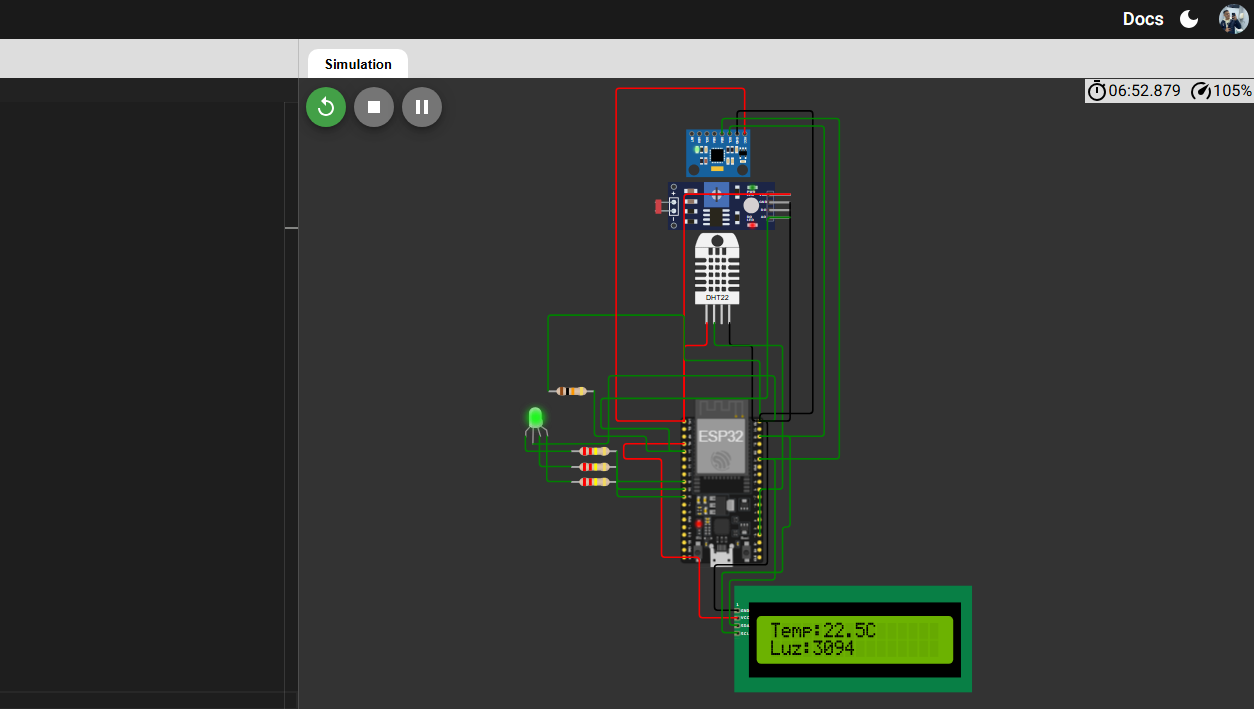 Docs
Simulation
06:52.879
105%
DHT22
ESP32
Temp:22.5C
Luz:3094